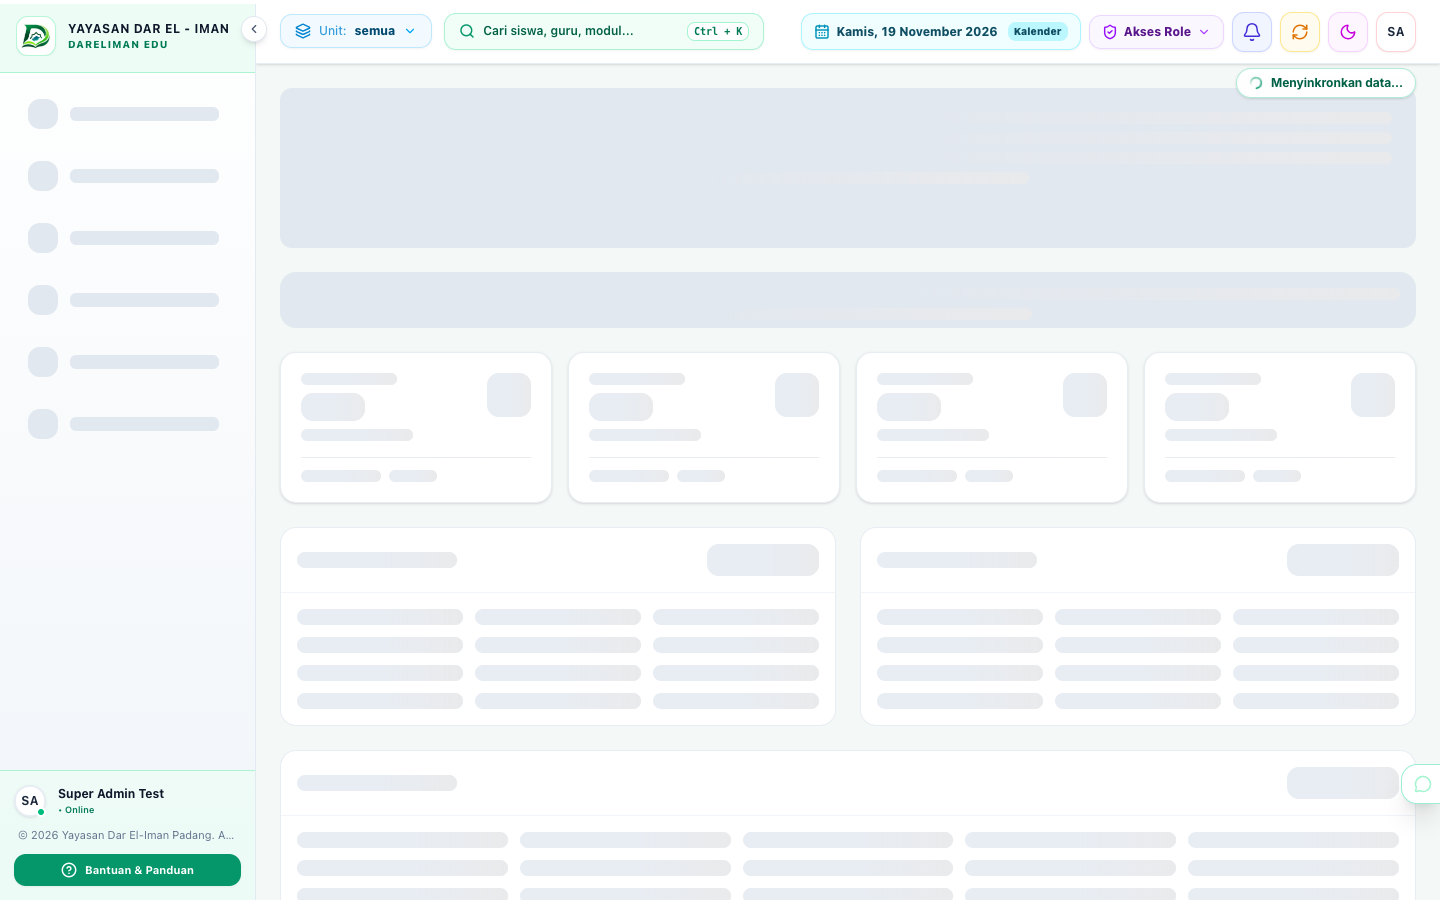 YAYASAN DAR EL - IMAN
DARELIMAN EDU
Unit: semua
Cari siswa, guru, modul...
Ctrl + K
Kamis, 19 November 2026
Kalender
Akses Role
SA
Menyinkronkan data...
SA
Super Admin Test
• Online
© 2026 Yayasan Dar El-Iman Padang. A...
Bantuan & Panduan